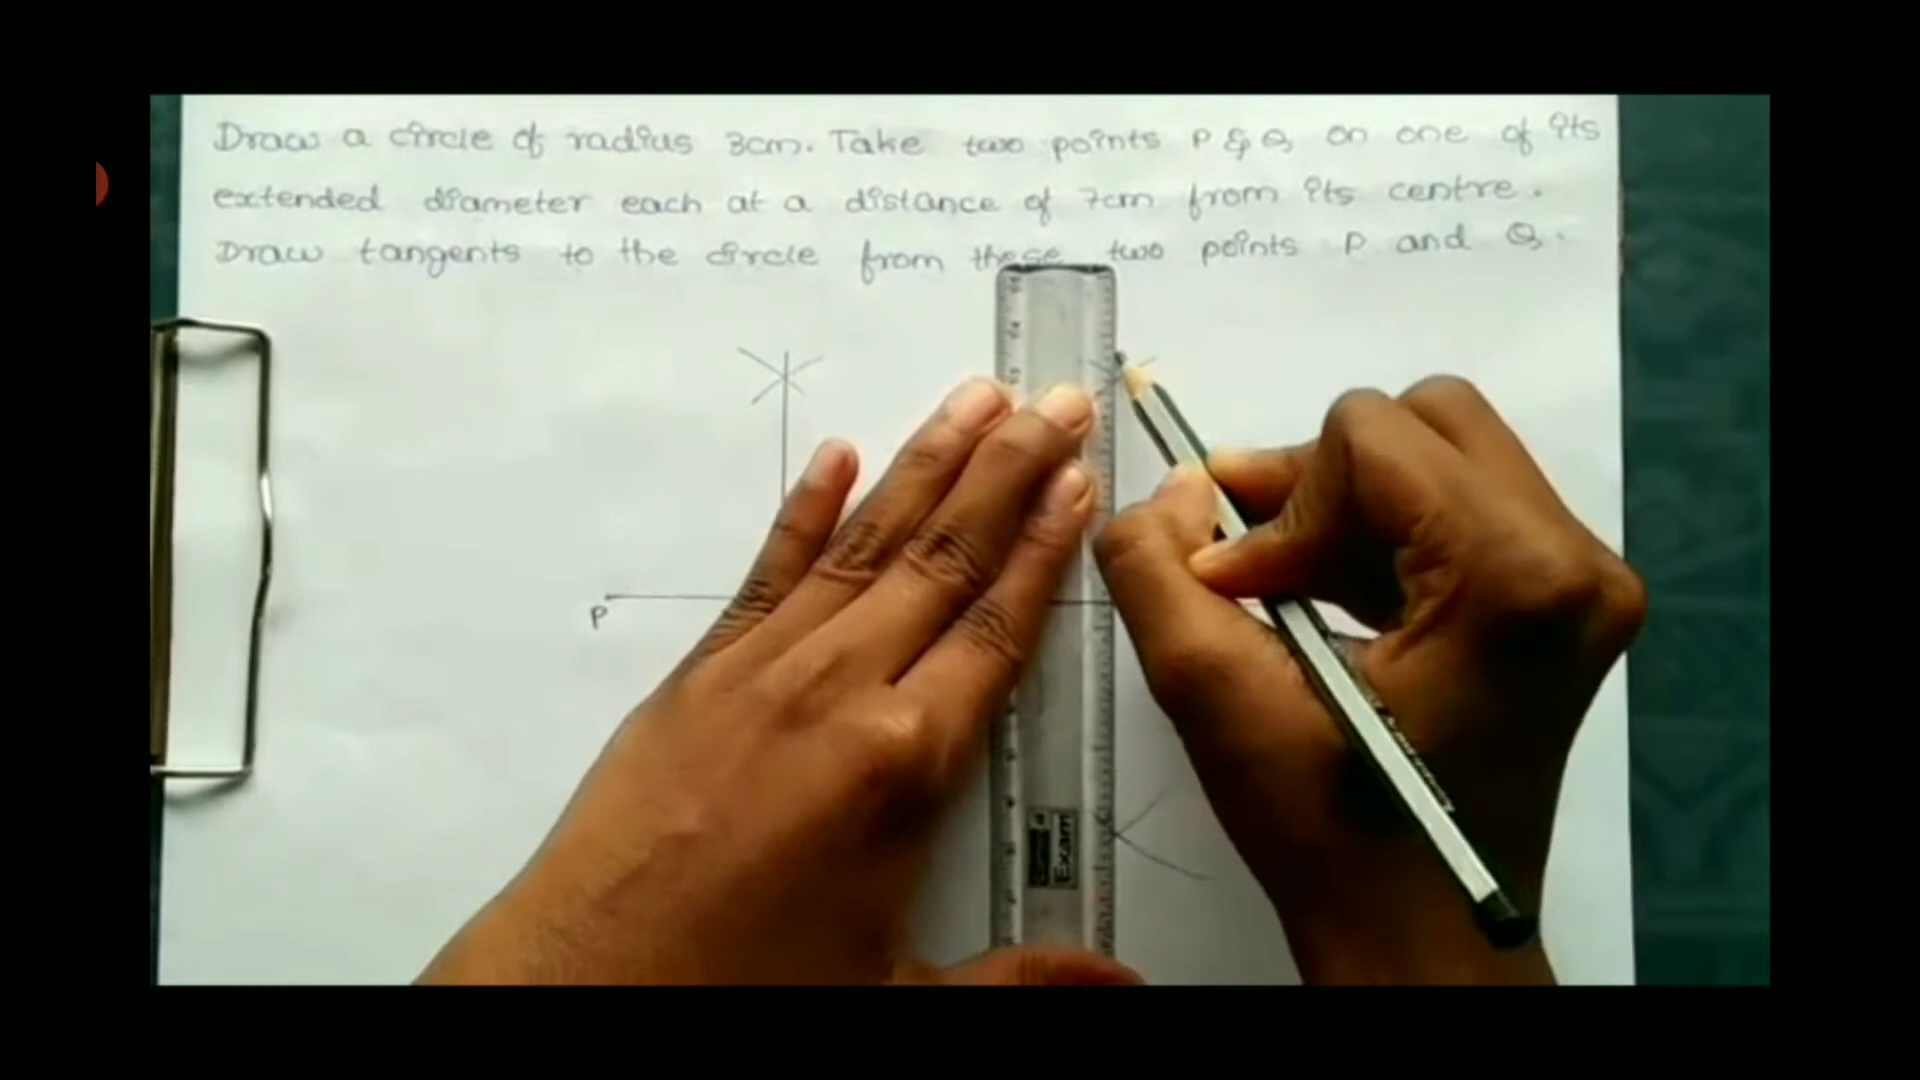 Draw a circle of radius 3cm. Take two points P & Q on one of its
extended diameter each at a distance of 7cm from its centre.
Draw tangents to the circle from these two points P and Q.
P
Exam